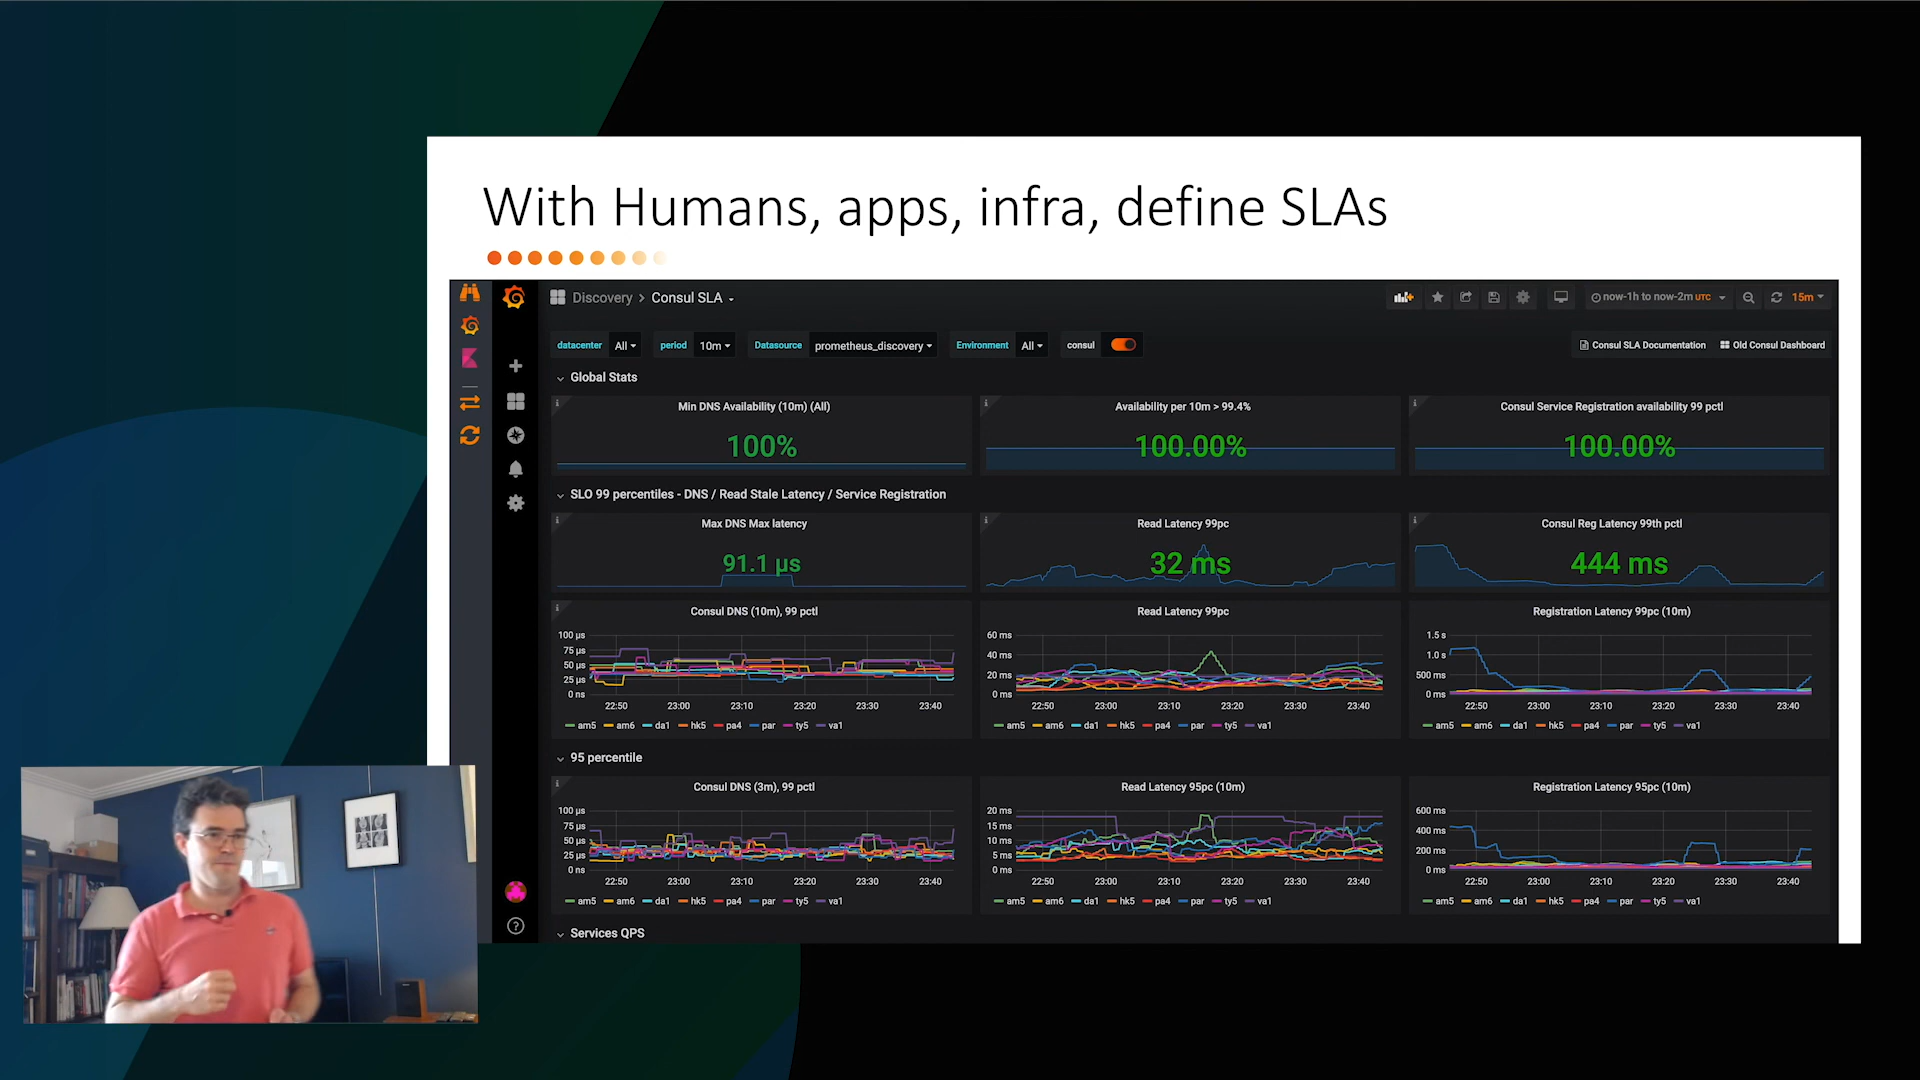 With Humans, apps, infra, define SLAs
Discovery > Consul SLA
now-1h to now-2m UTC
15m
datacenter All period 10m Datasource prometheus_discovery Environment All consul
Consul SLA Documentation Old Consul Dashboard
Global Stats
Min DNS Availability (10m) (All)
100%
Availability per 10m > 99.4%
100.00%
Consul Service Registration availability 99 pctl
100.00%
SLO 99 percentiles - DNS / Read Stale Latency / Service Registration
Max DNS Max latency
91.1 µs
Read Latency 99pc
32 ms
Consul Reg Latency 99th pctl
444 ms
Consul DNS (10m), 99 pctl
100 µs
75 µs
50 µs
25 µs
0 ns
22:50 23:00 23:10 23:20 23:30 23:40
am5 am6 da1 hk5 pa4 par ty5 va1
Read Latency 99pc
60 ms
40 ms
20 ms
0 ms
22:50 23:00 23:10 23:20 23:30 23:40
am5 am6 da1 hk5 pa4 par ty5 va1
Registration Latency 99pc (10m)
1.5 s
1.0 s
500 ms
0 ms
22:50 23:00 23:10 23:20 23:30 23:40
am5 am6 da1 hk5 pa4 par ty5 va1
95 percentile
Consul DNS (3m), 99 pctl
100 µs
75 µs
50 µs
25 µs
0 ns
22:50 23:00 23:10 23:20 23:30 23:40
am5 am6 da1 hk5 pa4 par ty5 va1
Read Latency 95pc (10m)
20 ms
15 ms
10 ms
5 ms
0 ms
22:50 23:00 23:10 23:20 23:30 23:40
am5 am6 da1 hk5 pa4 par ty5 va1
Registration Latency 95pc (10m)
600 ms
400 ms
200 ms
0 ms
22:50 23:00 23:10 23:20 23:30 23:40
am5 am6 da1 hk5 pa4 par ty5 va1
Services QPS